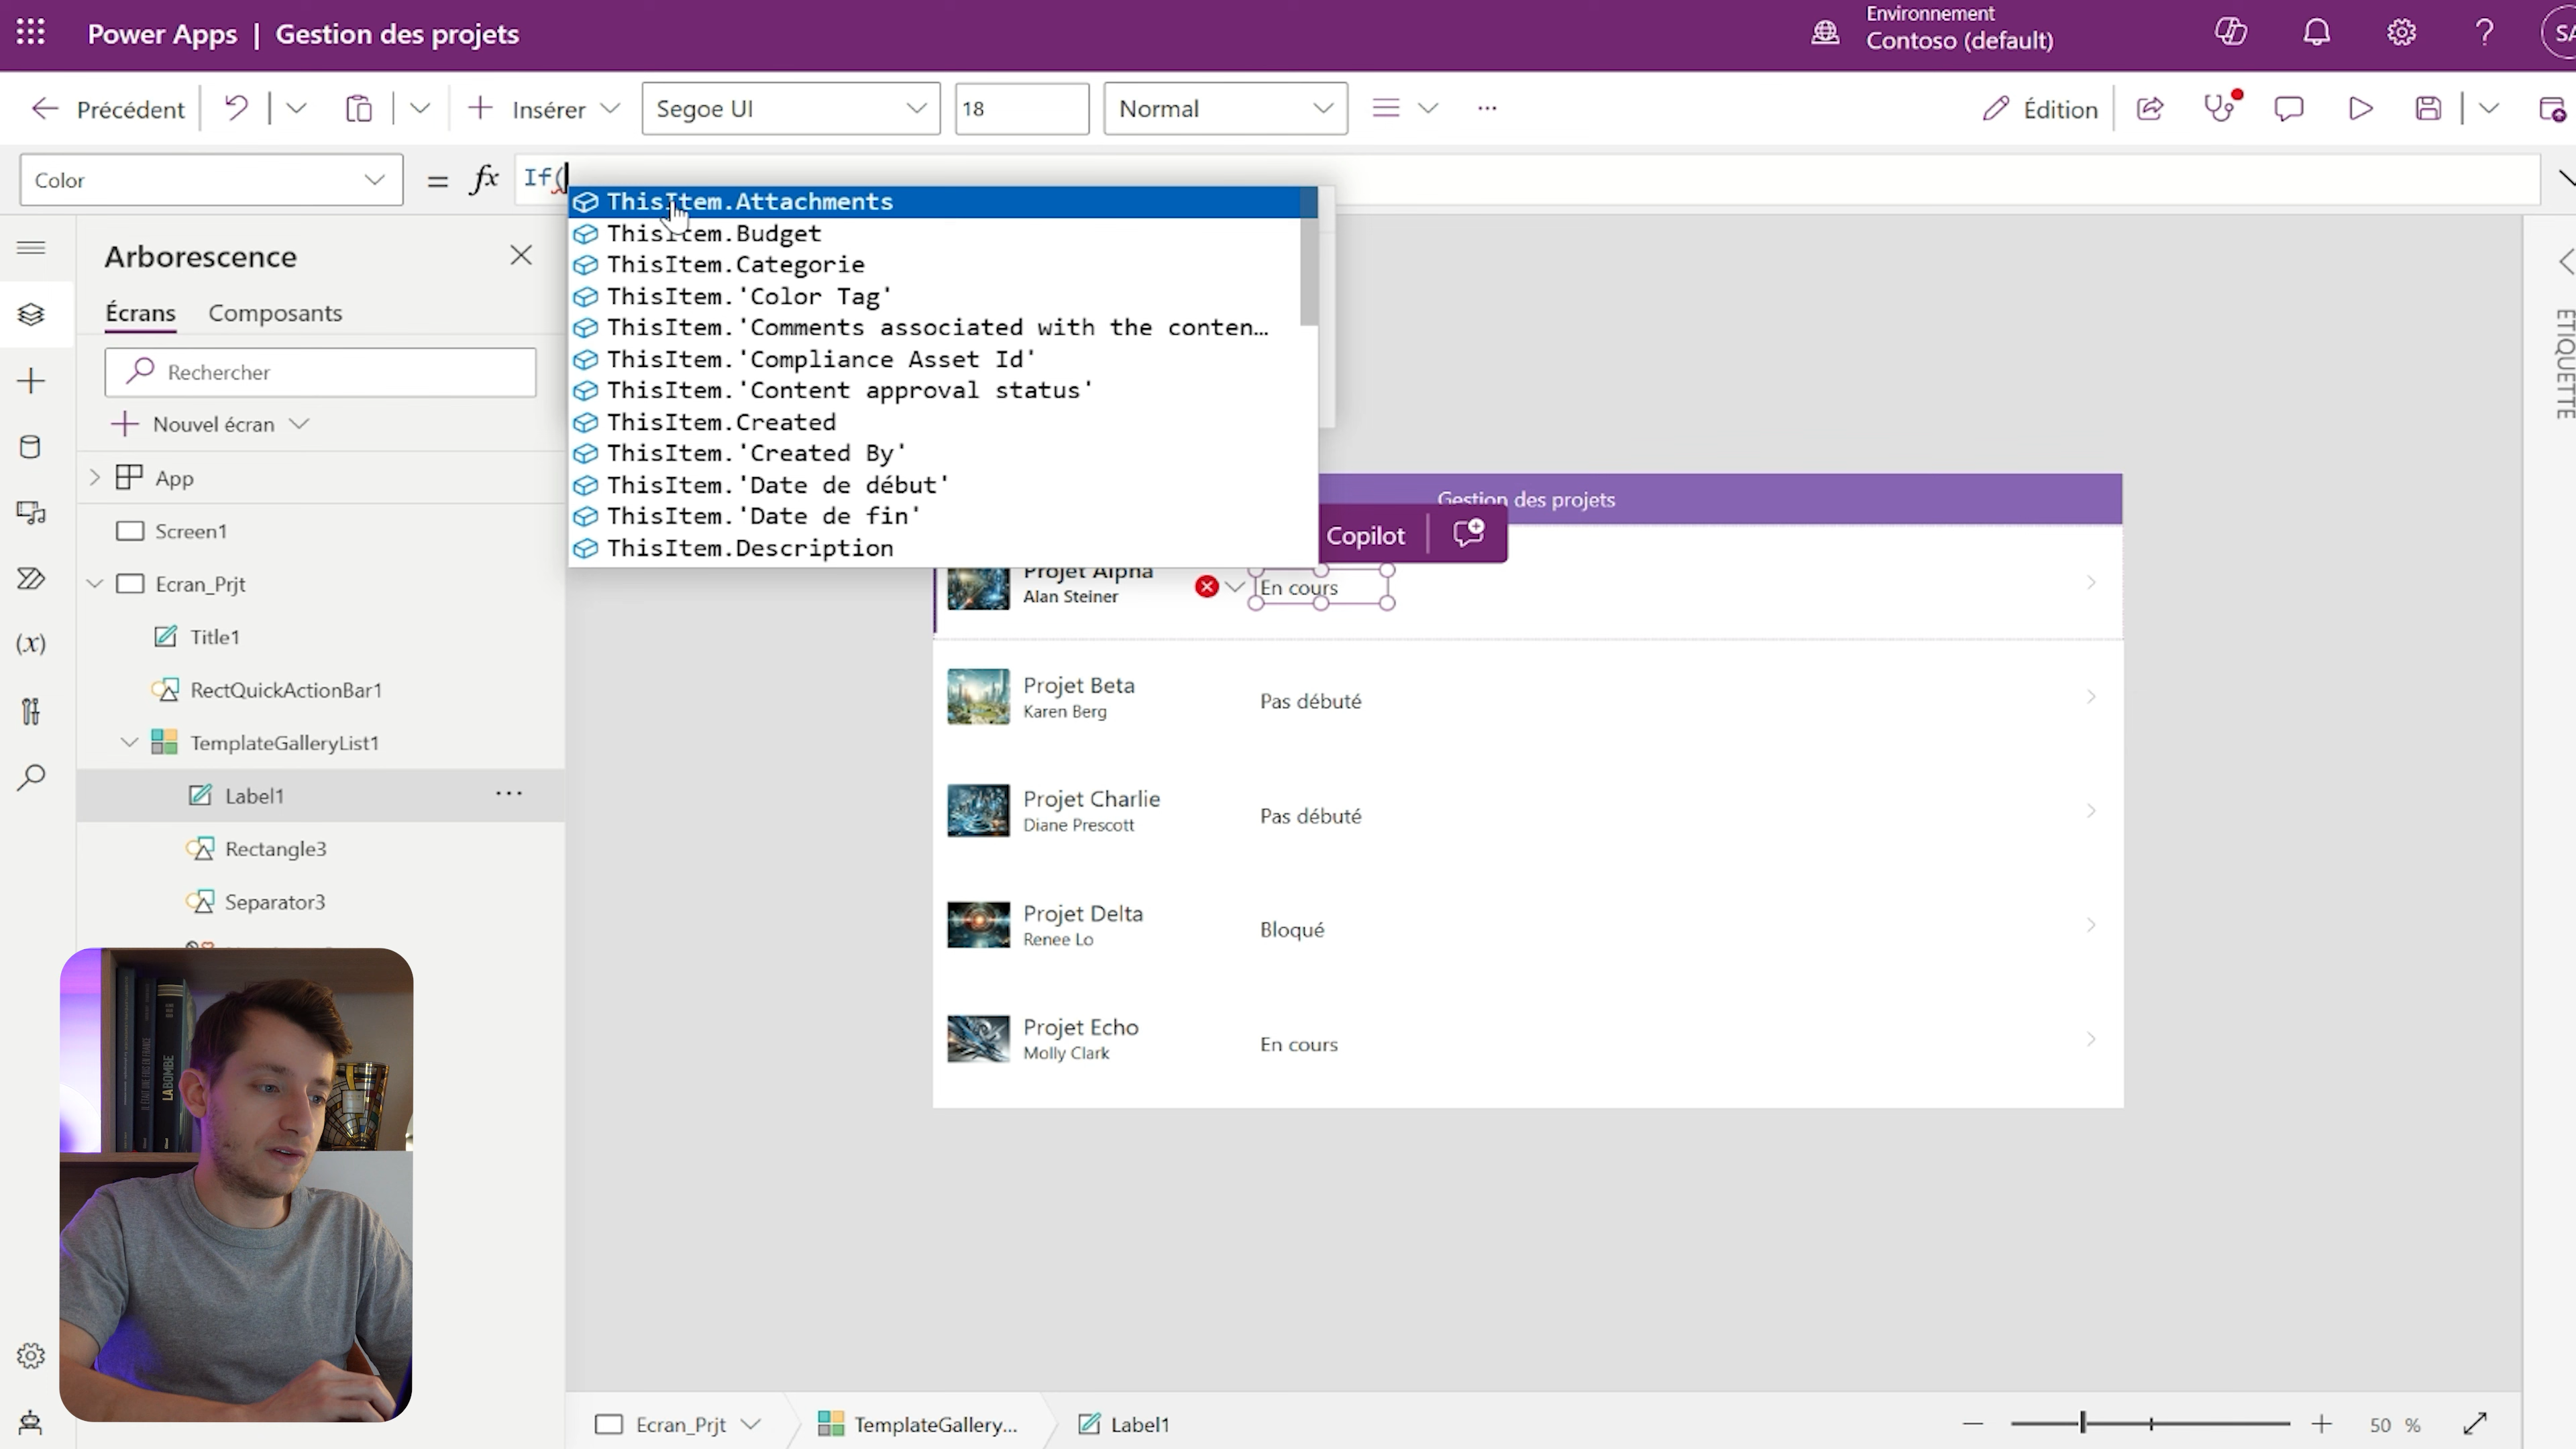 Power Apps | Gestion des projets
Environnement
Contoso (default)
SA
Précédent
Insérer
Segoe UI
18
Normal
Édition
Color
= fx If(
ThisItem.Attachments
ThisItem.Budget
ThisItem.Categorie
ThisItem.'Color Tag'
ThisItem.'Comments associated with the conten…
ThisItem.'Compliance Asset Id'
ThisItem.'Content approval status'
ThisItem.Created
ThisItem.'Created By'
ThisItem.'Date de début'
ThisItem.'Date de fin'
ThisItem.Description
Arborescence
Écrans
Composants
Rechercher
Nouvel écran
App
Screen1
Ecran_Prjt
Title1
RectQuickActionBar1
TemplateGalleryList1
Label1
Rectangle3
Separator3
ETIQUETTE
Gestion des projets
Copilot
Projet Alpha
Alan Steiner
En cours
Projet Beta
Karen Berg
Pas débuté
Projet Charlie
Diane Prescott
Pas débuté
Projet Delta
Renee Lo
Bloqué
Projet Echo
Molly Clark
En cours
LA BOMBE
Ecran_Prjt
TemplateGallery...
Label1
50 %